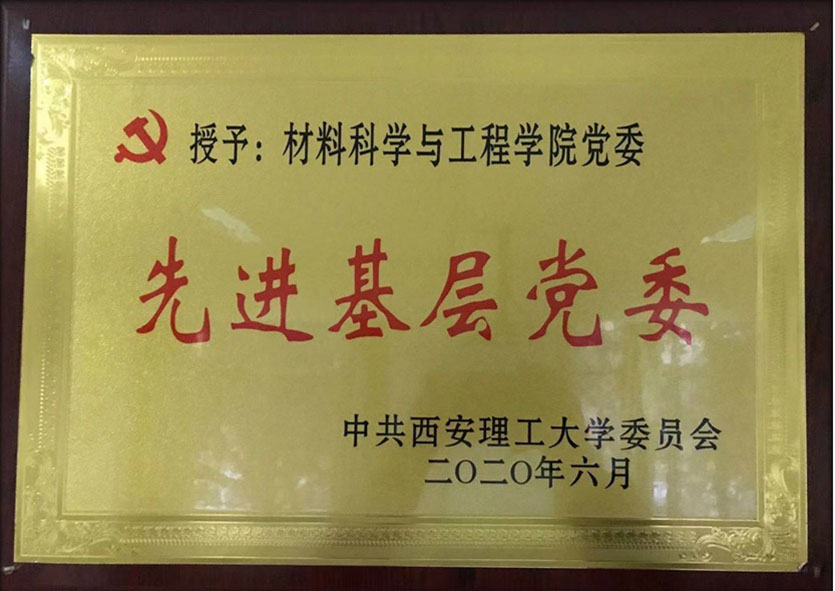 授予：材料科学与工程学院党委
先进基层党委
中共西安理工大学委员会
二〇二〇年六月